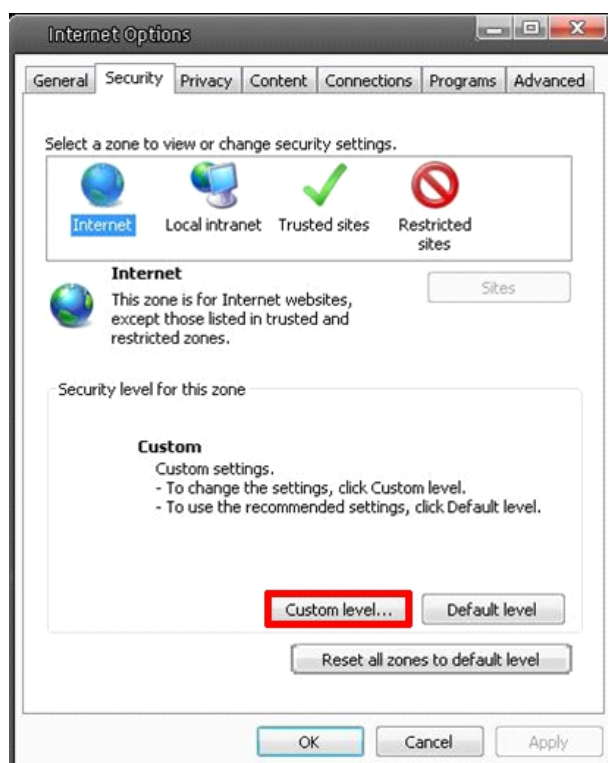 Internet Options
General Security Privacy Content Connections Programs Advanced
Select a zone to view or change security settings.
Internet Local intranet Trusted sites Restricted
sites
Internet
Sites
This zone is for Internet websites,
except those listed in trusted and
restricted zones.
Security level for this zone
Custom
Custom settings.
- To change the settings, click Custom level.
- To use the recommended settings, click Default level.
Custom level... Default level
Reset all zones to default level
OK Cancel Apply